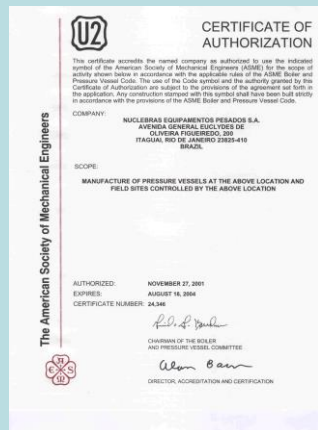 U2
CERTIFICATE OF
AUTHORIZATION
This certificate accredits the named company as authorized to use the indicated
symbol of the American Society of Mechanical Engineers (ASME) for the scope of
activity shown below in accordance with the applicable rules of the ASME Boiler and
Pressure Vessel Code. The use of the Code symbol and the authority granted by this
Certificate of Authorization are subject to the provisions of the agreement set forth in
the application. Any construction stamped with this symbol shall have been built strictly
in accordance with the provisions of the ASME Boiler and Pressure Vessel Code.
COMPANY:
NUCLEBRAS EQUIPAMENTOS PESADOS S.A.
AVENIDA GENERAL EUCLYDES DE
OLIVEIRA FIGUEIREDO, 200
ITAGUAI, RIO DE JANEIRO 23825-410
BRAZIL
SCOPE:
MANUFACTURE OF PRESSURE VESSELS AT THE ABOVE LOCATION AND
FIELD SITES CONTROLLED BY THE ABOVE LOCATION
AUTHORIZED: NOVEMBER 27, 2001
EXPIRES: AUGUST 16, 2004
CERTIFICATE NUMBER: 24,346
CHAIRMAN OF THE BOILER
AND PRESSURE VESSEL COMMITTEE
DIRECTOR, ACCREDITATION AND CERTIFICATION
The American Society of Mechanical Engineers